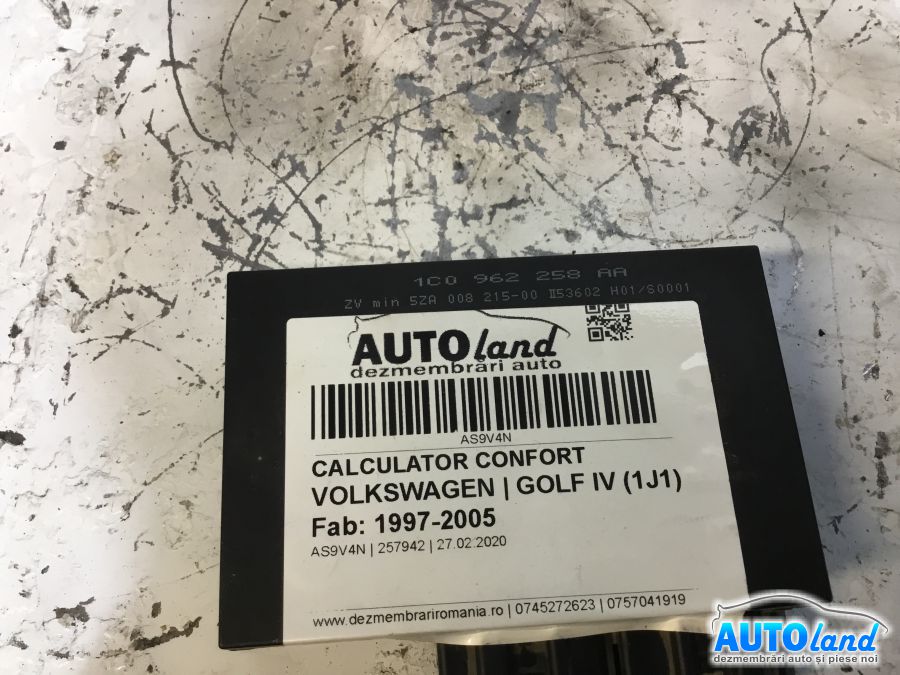 1C0 962 258 AA
ZV min 5ZA 008 215-00 II53602 H01/S0001
AUTOland
dezmembrări auto
AS9V4N
CALCULATOR CONFORT
VOLKSWAGEN | GOLF IV (1J1)
Fab: 1997-2005
AS9V4N | 257942 | 27.02.2020
www.dezmembrariromania.ro | 0745272623 | 0757041919
AUTOland
dezmembrări auto și piese noi